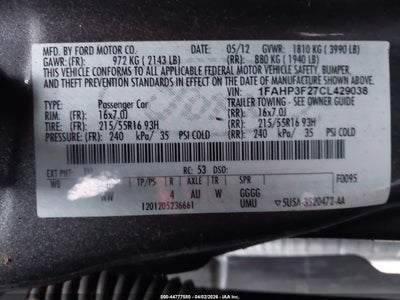 MFD. BY FORD MOTOR CO. 05/12 GVWR: 1810 KG ( 3990 LB)
GAWR: (FR) 972 KG ( 2143 LB) (RR): 880 KG ( 1940 LB)
THIS VEHICLE CONFORMS TO ALL APPLICABLE FEDERAL MOTOR VEHICLE SAFETY, BUMPER,
AND THEFT PREVENTION STANDARDS IN EFFECT ON THE DATE OF MANUFACTURE SHOWN ABOVE.
VIN: 1FAHP3F27CL429038
TYPE: Passenger Car TRAILER TOWING - SEE OWNER GUIDE
RIM: (FR) 16x7.0J (RR) 16x7.0J
TIRE: (FR) 215/55R16 93H (RR) 215/55R16 93H
PRESSURE: (FR) 240 kPa/ 35 PSI COLD (RR) 240 kPa/ 35 PSI COLD
EXT PNT: RC: 53 DSO:
WB TP/PS R AXLE TR SPR F0095
NW 4 AU W GGGG
1201205236661 UMU 5U5A-3520472-AA
© IAA 000-44777580 - 04/02/2026 -